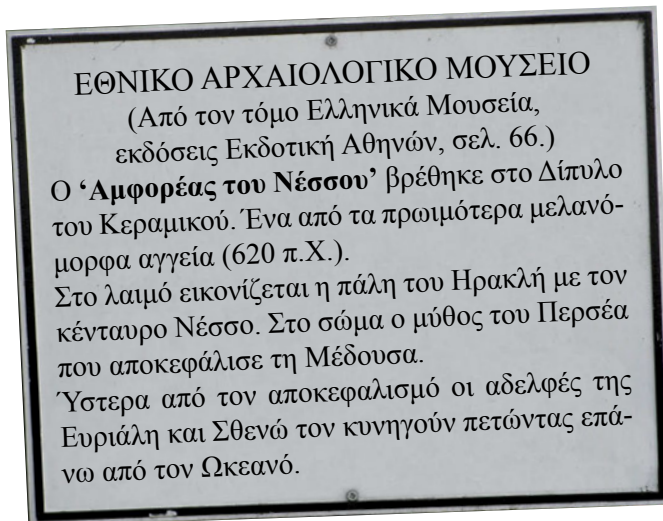 ΕΘΝΙΚΟ ΑΡΧΑΙΟΛΟΓΙΚΟ ΜΟΥΣΕΙΟ
(Από τον τόμο Ελληνικά Μουσεία,
εκδόσεις Εκδοτική Αθηνών, σελ. 66.)
Ο ‘Αμφορέας του Νέσσου’ βρέθηκε στο Δίπυλο
του Κεραμικού. Ένα από τα πρωιμότερα μελανό-
μορφα αγγεία (620 π.Χ.).
Στο λαιμό εικονίζεται η πάλη του Ηρακλή με τον
κένταυρο Νέσσο. Στο σώμα ο μύθος του Περσέα
που αποκεφάλισε τη Μέδουσα.
Ύστερα από τον αποκεφαλισμό οι αδελφές της
Ευριάλη και Σθενώ τον κυνηγούν πετώντας επά-
νω από τον Ωκεανό.